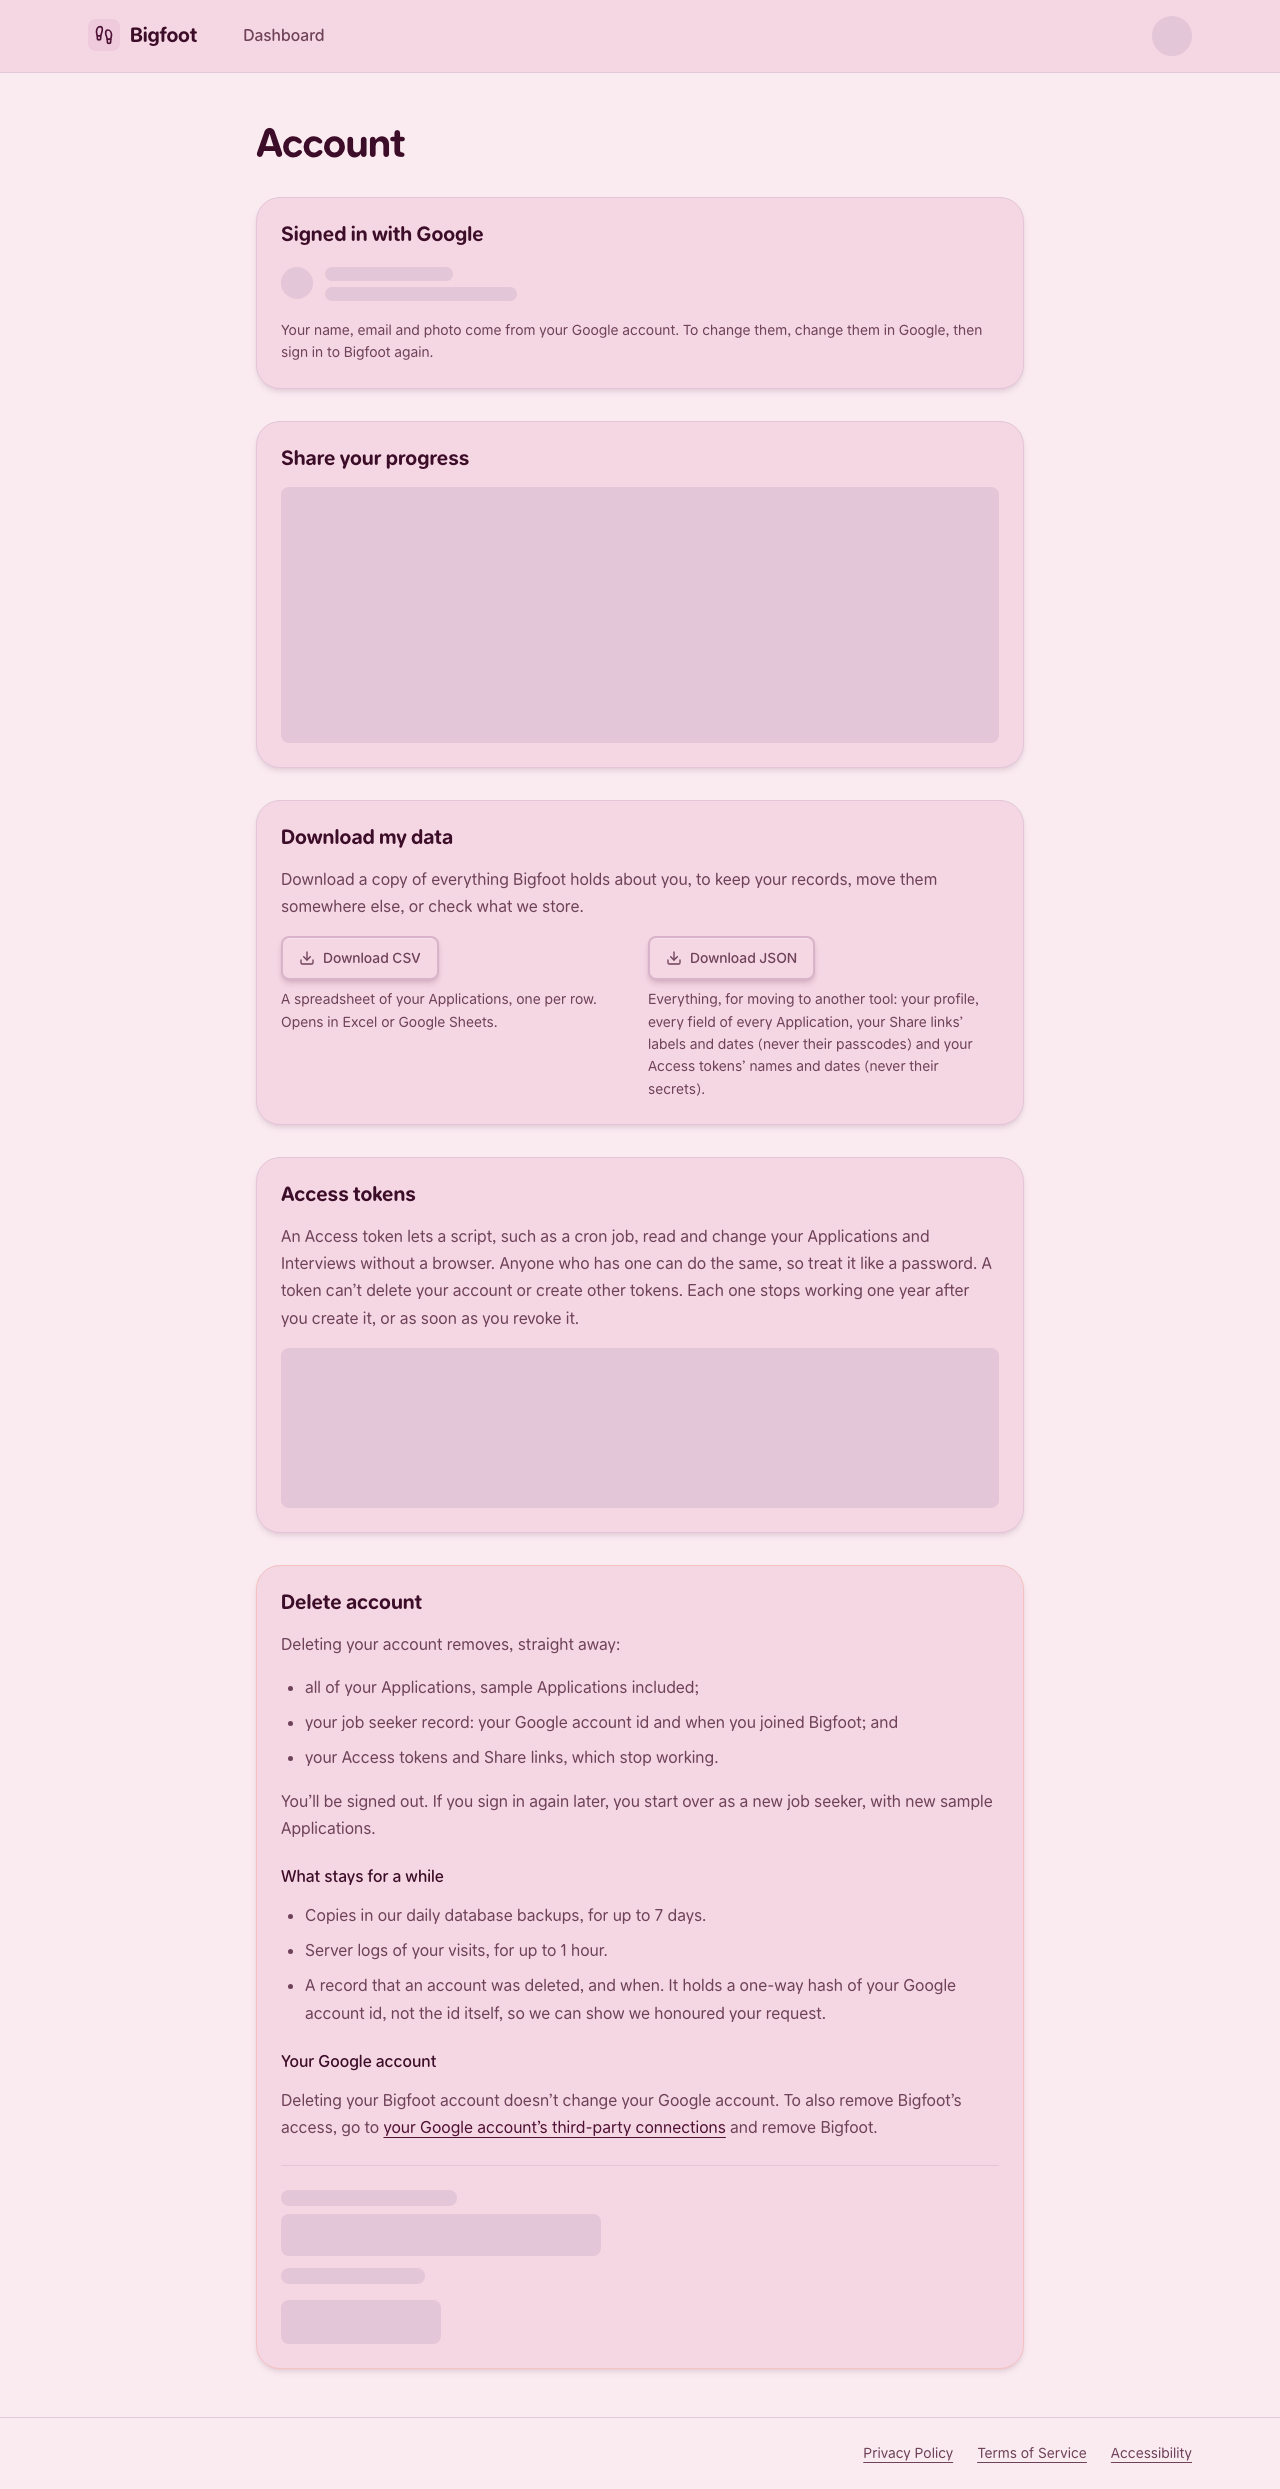 Bigfoot
Dashboard
Account
Signed in with Google
Your name, email and photo come from your Google account. To change them, change them in Google, then
sign in to Bigfoot again.
Share your progress
Download my data
Download a copy of everything Bigfoot holds about you, to keep your records, move them
somewhere else, or check what we store.
Download CSV
A spreadsheet of your Applications, one per row.
Opens in Excel or Google Sheets.
Download JSON
Everything, for moving to another tool: your profile,
every field of every Application, your Share links’
labels and dates (never their passcodes) and your
Access tokens’ names and dates (never their
secrets).
Access tokens
An Access token lets a script, such as a cron job, read and change your Applications and
Interviews without a browser. Anyone who has one can do the same, so treat it like a password. A
token can’t delete your account or create other tokens. Each one stops working one year after
you create it, or as soon as you revoke it.
Delete account
Deleting your account removes, straight away:
• all of your Applications, sample Applications included;
• your job seeker record: your Google account id and when you joined Bigfoot; and
• your Access tokens and Share links, which stop working.
You’ll be signed out. If you sign in again later, you start over as a new job seeker, with new sample
Applications.
What stays for a while
• Copies in our daily database backups, for up to 7 days.
• Server logs of your visits, for up to 1 hour.
• A record that an account was deleted, and when. It holds a one-way hash of your Google
account id, not the id itself, so we can show we honoured your request.
Your Google account
Deleting your Bigfoot account doesn’t change your Google account. To also remove Bigfoot’s
access, go to your Google account’s third-party connections and remove Bigfoot.
Privacy Policy
Terms of Service
Accessibility